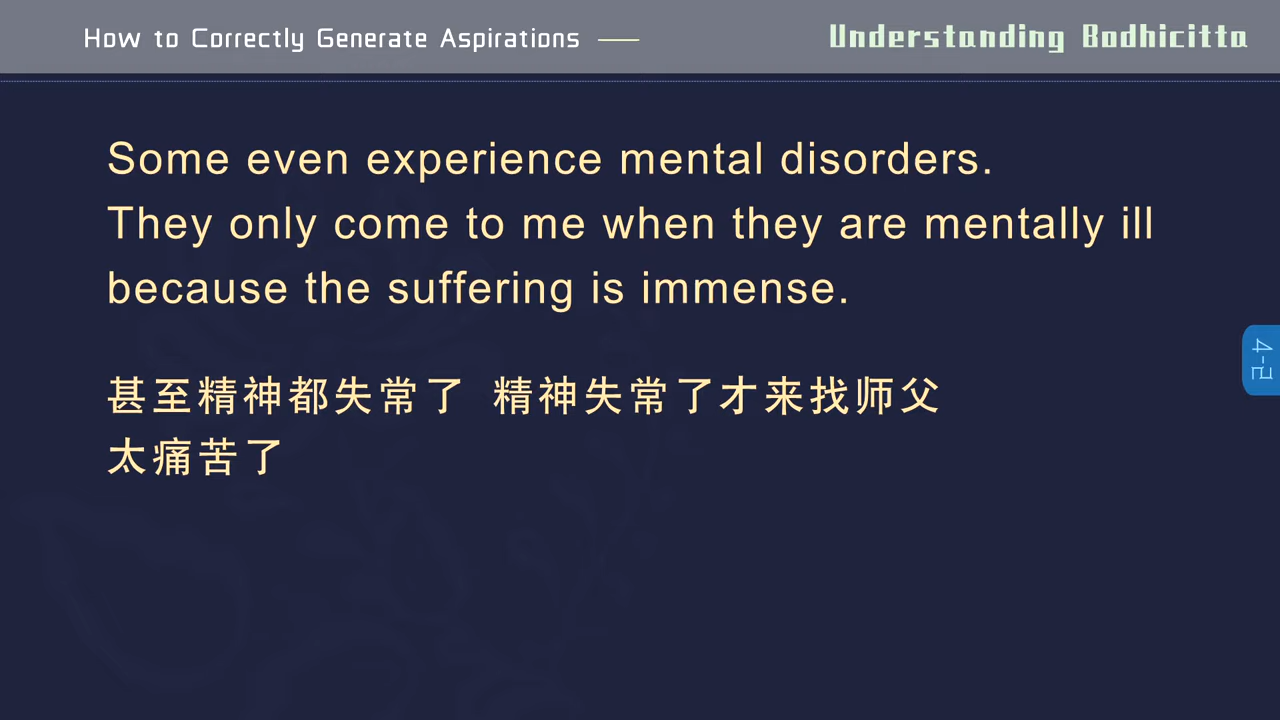 How to Correctly Generate Aspirations
Understanding Bodhicitta
Some even experience mental disorders.
They only come to me when they are mentally ill
because the suffering is immense.
甚至精神都失常了 精神失常了才来找师父
太痛苦了
4-2